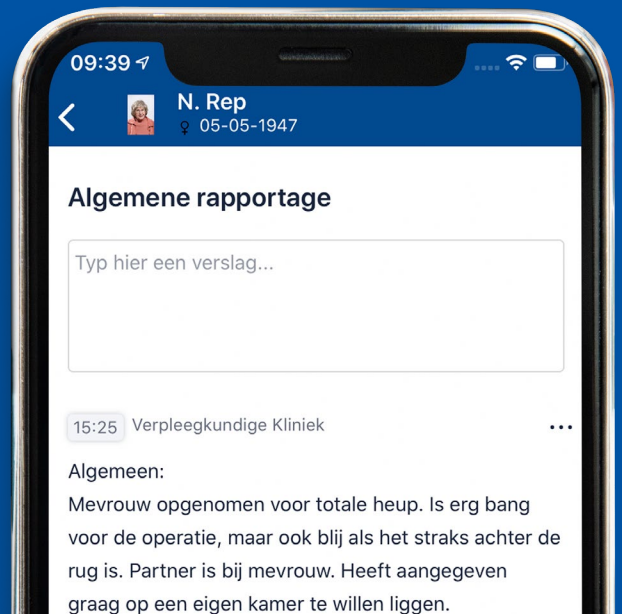 09:39
N. Rep
♀ 05-05-1947
Algemene rapportage
Typ hier een verslag...
15:25 Verpleegkundige Kliniek
Algemeen:
Mevrouw opgenomen voor totale heup. Is erg bang
voor de operatie, maar ook blij als het straks achter de
rug is. Partner is bij mevrouw. Heeft aangegeven
graag op een eigen kamer te willen liggen.